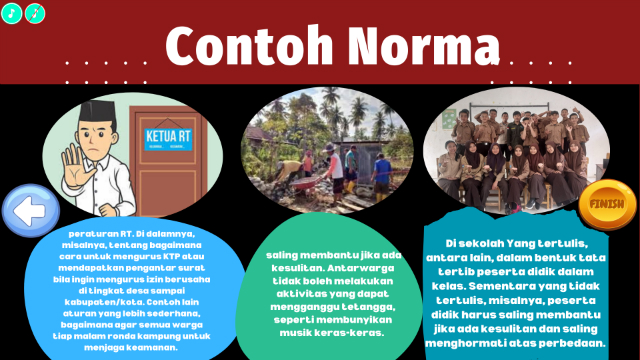 Contoh Norma
KETUA RT
FINISH
peraturan RT. Di dalamnya,
misalnya, tentang bagaimana
cara untuk mengurus KTP atau
mendapatkan pengantar surat
bila ingin mengurus izin berusaha
di tingkat desa sampai
kabupaten/kota. Contoh lain
aturan yang lebih sederhana,
bagaimana agar semua warga
tiap malam ronda kampung untuk
menjaga keamanan.
saling membantu jika ada
kesulitan. Antarwarga
tidak boleh melakukan
aktivitas yang dapat
mengganggu tetangga,
seperti membunyikan
musik keras-keras.
Di sekolah Yang tertulis,
antara lain, dalam bentuk tata
tertib peserta didik dalam
kelas. Sementara yang tidak
tertulis, misalnya, peserta
didik harus saling membantu
jika ada kesulitan dan saling
menghormati atas perbedaan.